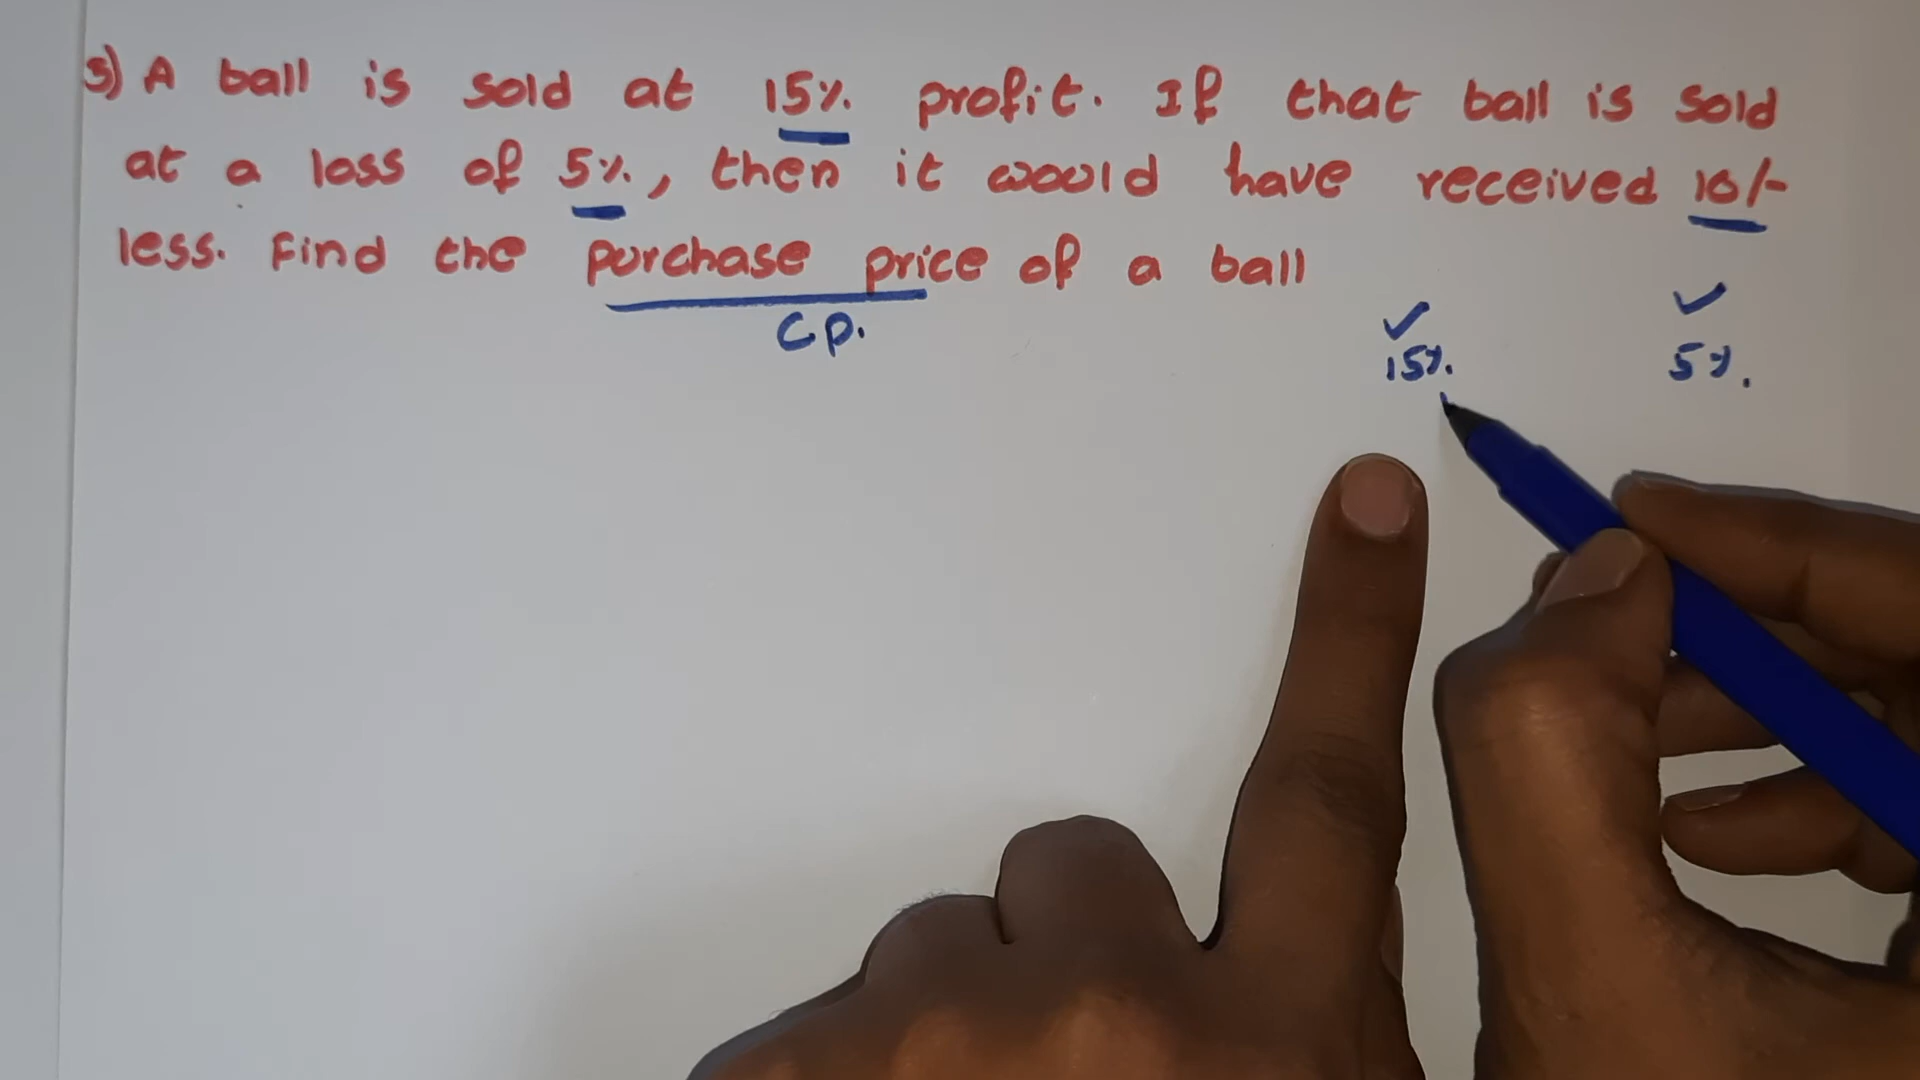 5) A ball is sold at 15%. profit. If that ball is sold
at a loss of 5%., then it would have received 10/-
less. Find the purchase price of a ball
CP.
15%.
5%.